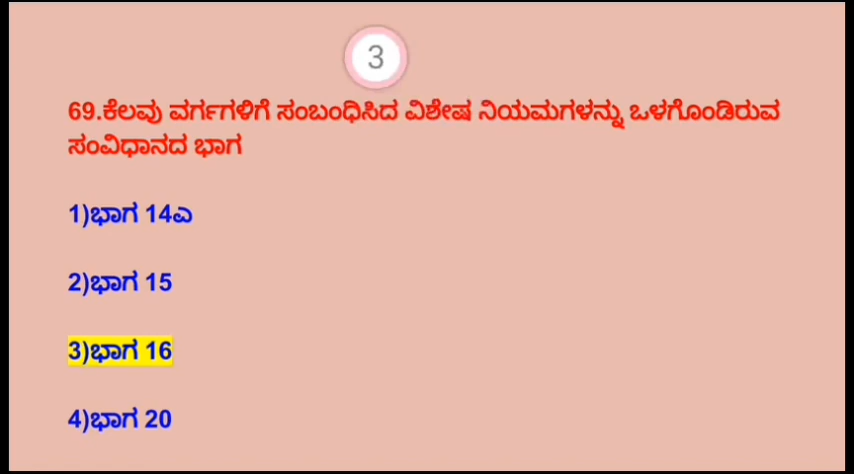 3
69.ಕೆಲವು ವರ್ಗಗಳಿಗೆ ಸಂಬಂಧಿಸಿದ ವಿಶೇಷ ನಿಯಮಗಳನ್ನು ಒಳಗೊಂಡಿರುವ
ಸಂವಿಧಾನದ ಭಾಗ
1)ಭಾಗ 14ಎ
2)ಭಾಗ 15
3)ಭಾಗ 16
4)ಭಾಗ 20